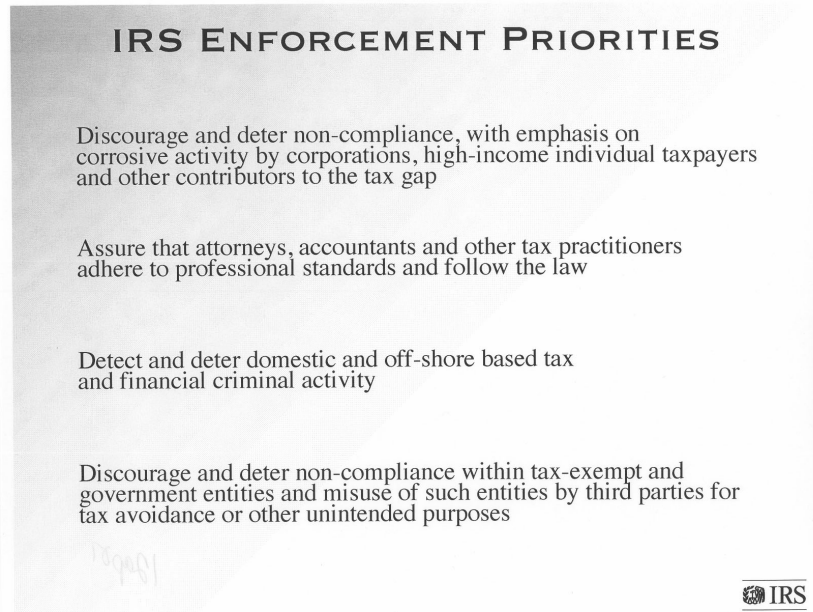 IRS ENFORCEMENT PRIORITIES
Discourage and deter non-compliance, with emphasis on
corrosive activity by corporations, high-income individual taxpayers
and other contributors to the tax gap
Assure that attorneys, accountants and other tax practitioners
adhere to professional standards and follow the law
Detect and deter domestic and off-shore based tax
and financial criminal activity
Discourage and deter non-compliance within tax-exempt and
government entities and misuse of such entities by third parties for
tax avoidance or other unintended purposes
IRS